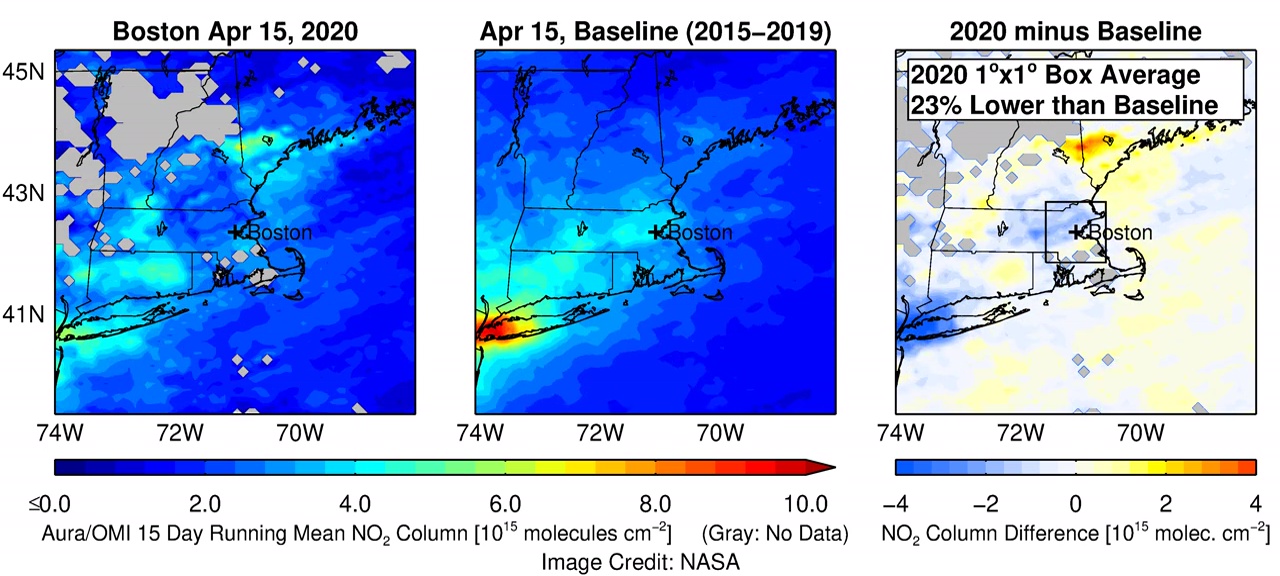 Boston Apr 15, 2020
Apr 15, Baseline (2015−2019)
2020 minus Baseline
45N
43N
41N
Boston
Boston
2020 1°x1° Box Average
23% Lower than Baseline
Boston
74W 72W 70W
74W 72W 70W
74W 72W 70W
≤0.0 2.0 4.0 6.0 8.0 10.0
−4 −2 0 2 4
Aura/OMI 15 Day Running Mean NO₂ Column [10¹⁵ molecules cm⁻²] (Gray: No Data)
NO₂ Column Difference [10¹⁵ molec. cm⁻²]
Image Credit: NASA